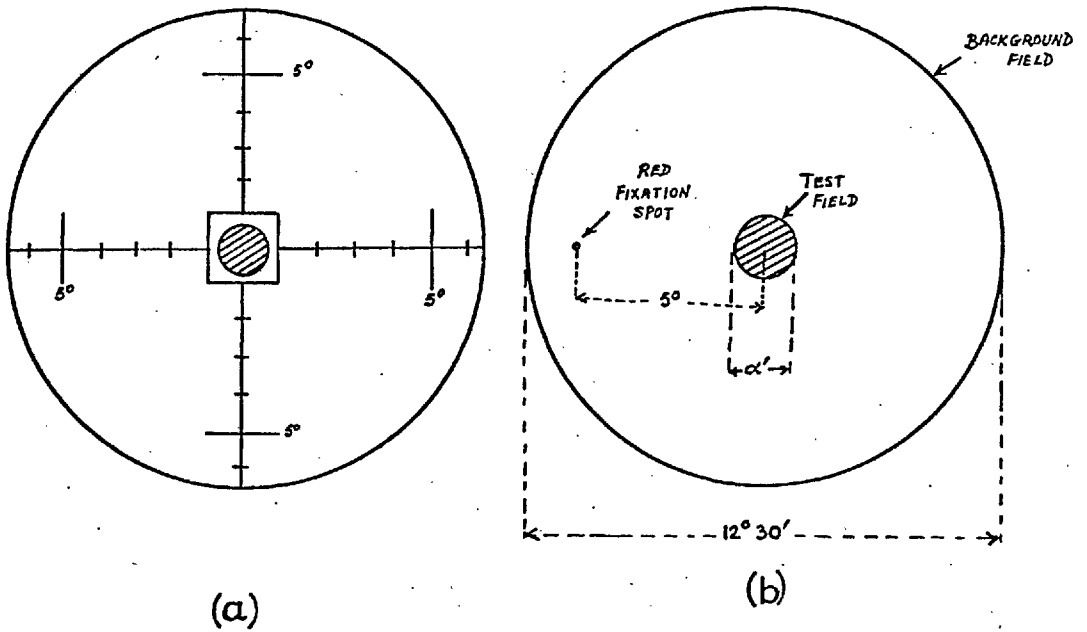 5°
5°
5°
5°
(a)
BACKGROUND
FIELD
RED
FIXATION
SPOT
TEST
FIELD
5°
α'
12° 30'
(b)